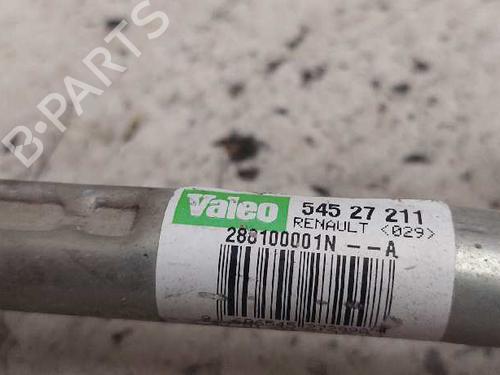 B-PARTS
Valeo 545 27 211
RENAULT <029>
288100001N --A